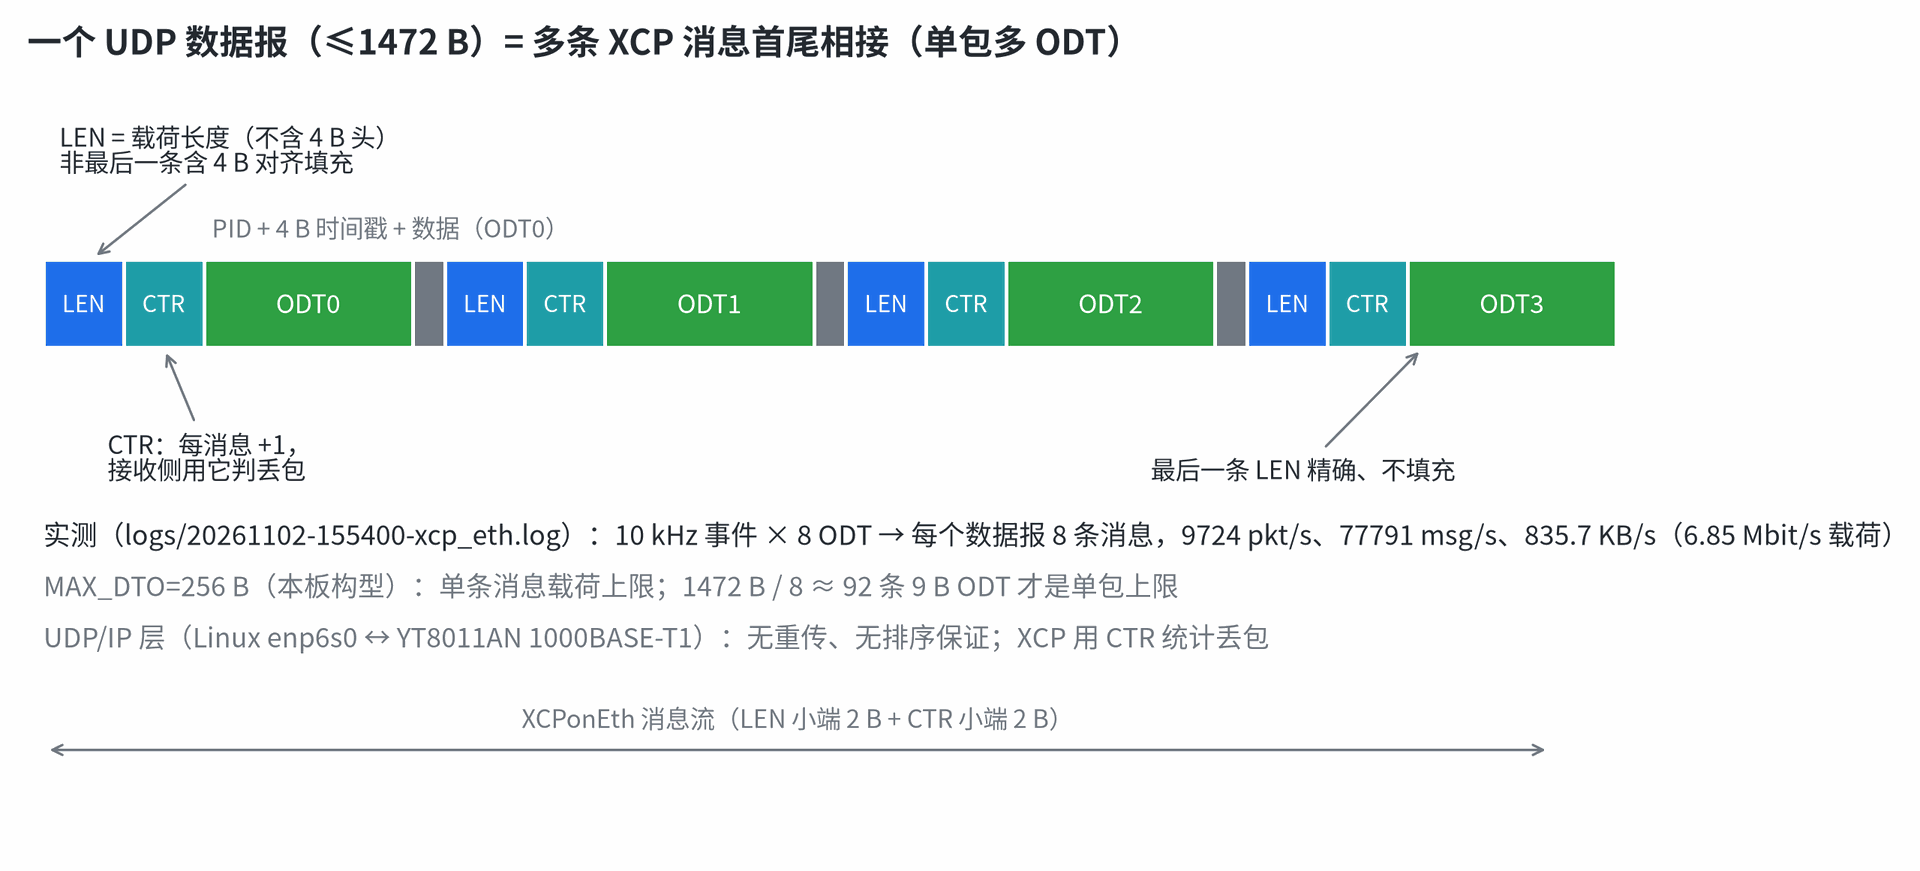 一个 UDP 数据报（≤1472 B）= 多条 XCP 消息首尾相接（单包多 ODT）
LEN = 载荷长度（不含 4 B 头）
非最后一条含 4 B 对齐填充
PID + 4 B 时间戳 + 数据（ODT0）
LEN CTR ODT0 LEN CTR ODT1 LEN CTR ODT2 LEN CTR ODT3
CTR：每消息 +1，
接收侧用它判丢包
最后一条 LEN 精确、不填充
实测（logs/20261102-155400-xcp_eth.log）：10 kHz 事件 × 8 ODT → 每个数据报 8 条消息，9724 pkt/s、77791 msg/s、835.7 KB/s（6.85 Mbit/s 载荷）
MAX_DTO=256 B（本板构型）：单条消息载荷上限；1472 B / 8 ≈ 92 条 9 B ODT 才是单包上限
UDP/IP 层（Linux enp6s0 ↔ YT8011AN 1000BASE-T1）：无重传、无排序保证；XCP 用 CTR 统计丢包
XCPonEth 消息流（LEN 小端 2 B + CTR 小端 2 B）